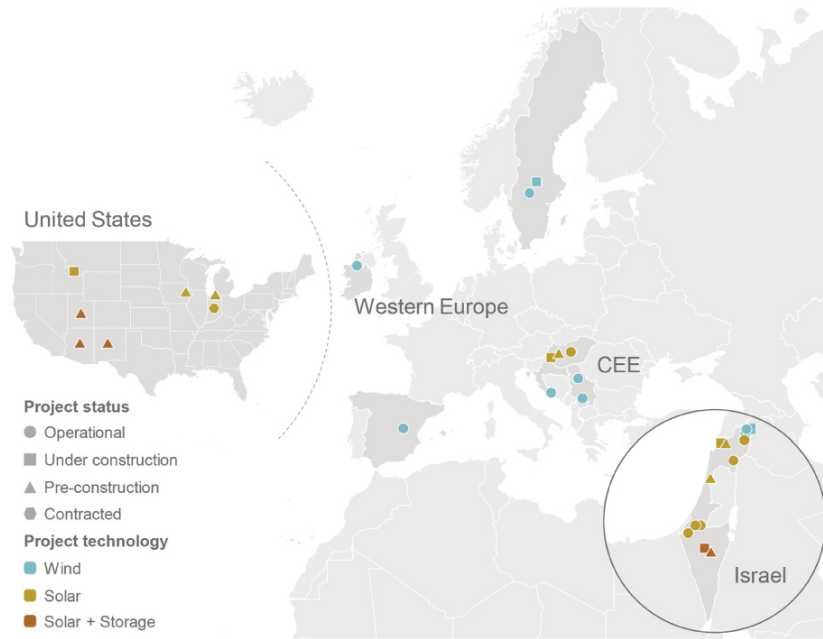 United States
Western Europe
CEE
Project status
Operational
Under construction
Pre-construction
Contracted
Project technology
Wind
Solar
Solar + Storage
Israel